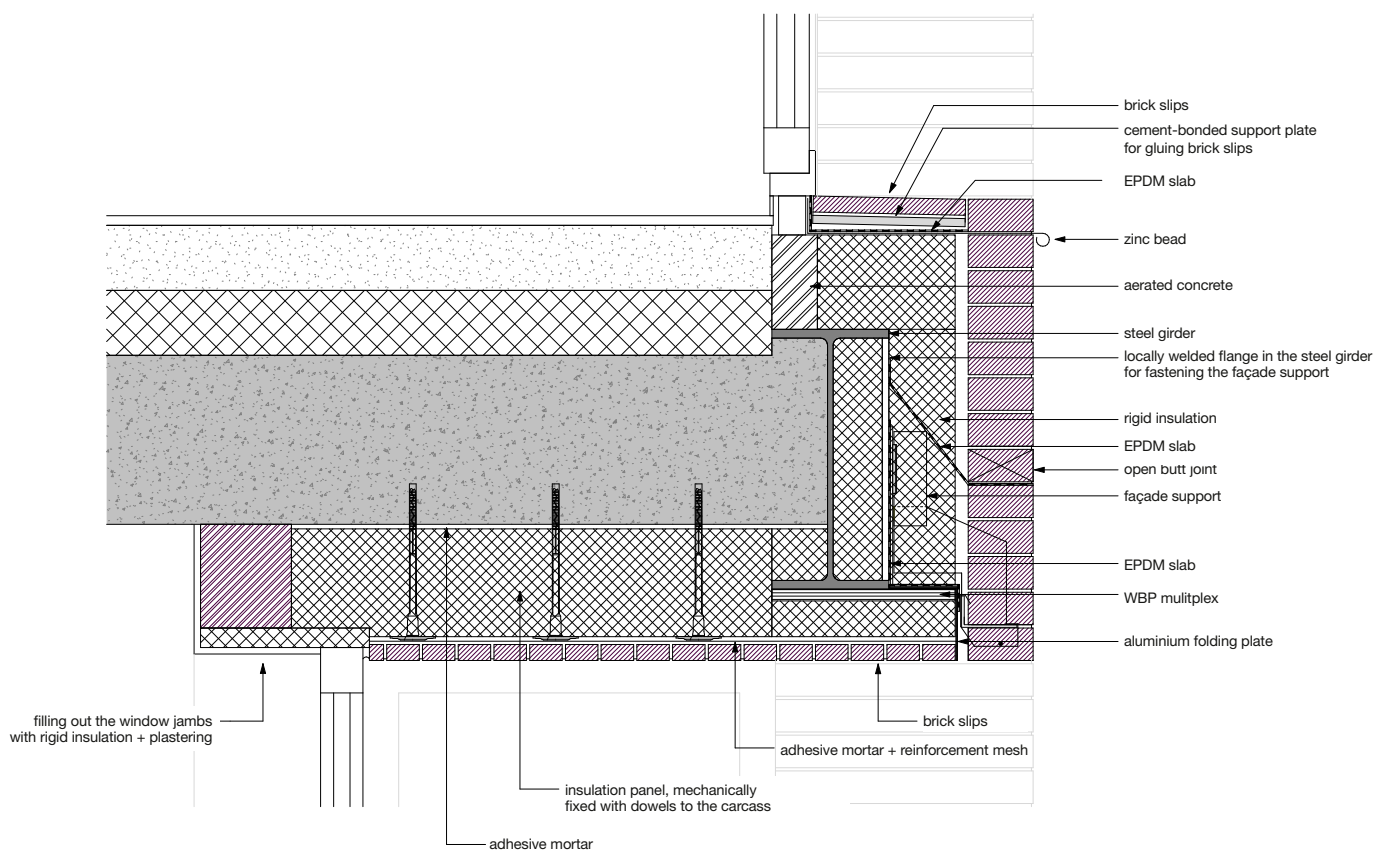 brick slips
cement-bonded support plate
for gluing brick slips
EPDM slab
zinc bead
aerated concrete
steel girder
locally welded flange in the steel girder
for fastening the façade support
rigid insulation
EPDM slab
open butt joint
façade support
EPDM slab
WBP mulitplex
aluminium folding plate
filling out the window jambs
with rigid insulation + plastering
brick slips
adhesive mortar + reinforcement mesh
insulation panel, mechanically
fixed with dowels to the carcass
adhesive mortar